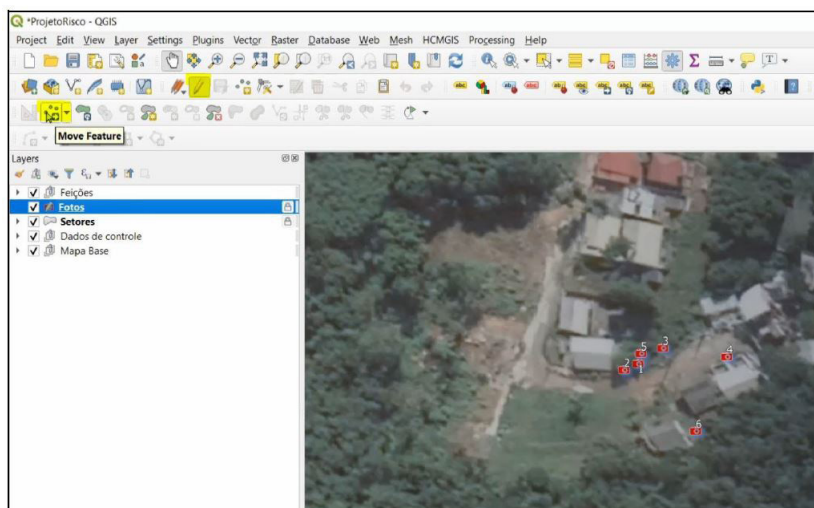 *ProjetoRisco - QGIS
Project Edit View Layer Settings Plugins Vector Raster Database Web Mesh HCMGIS Processing Help
Move Feature
Layers
Feições
Fotos
Setores
Dados de controle
Mapa Base
3
5
4
2
1
6